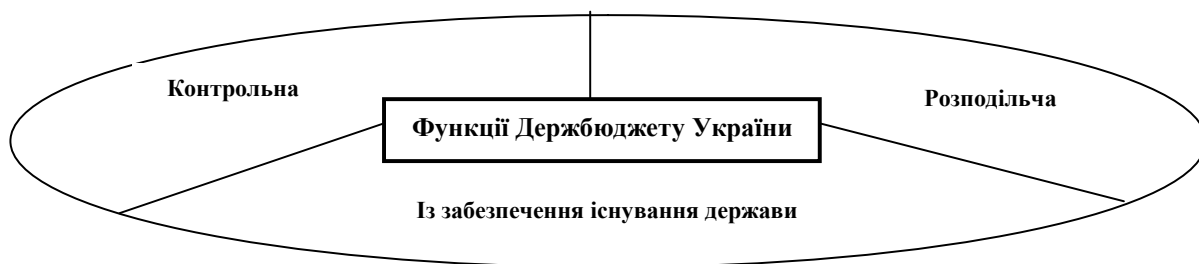 Контрольна
Розподільча
Функції Держбюджету України
Із забезпечення існування держави